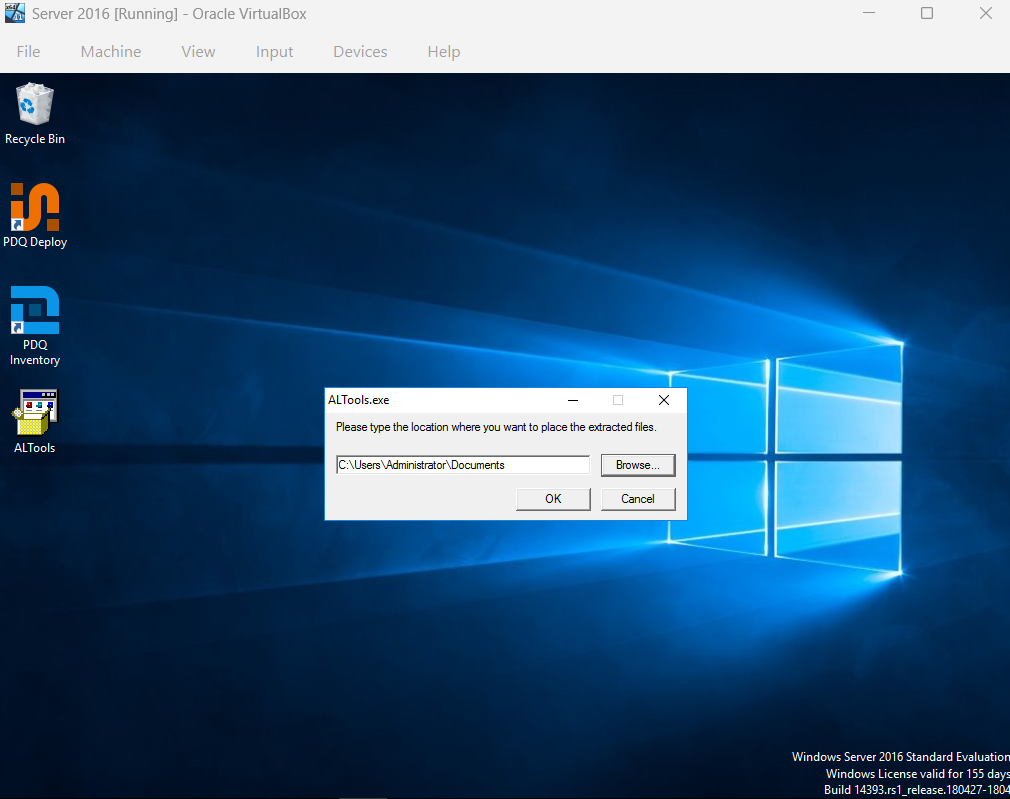 Server 2016 [Running] - Oracle VirtualBox
File Machine View Input Devices Help
Recycle Bin
PDQ Deploy
PDQ
Inventory
ALTools
ALTools.exe
Please type the location where you want to place the extracted files.
C:\Users\Administrator\Documents
Browse...
OK Cancel
Windows Server 2016 Standard Evaluation
Windows License valid for 155 days
Build 14393.rs1_release.180427-1804